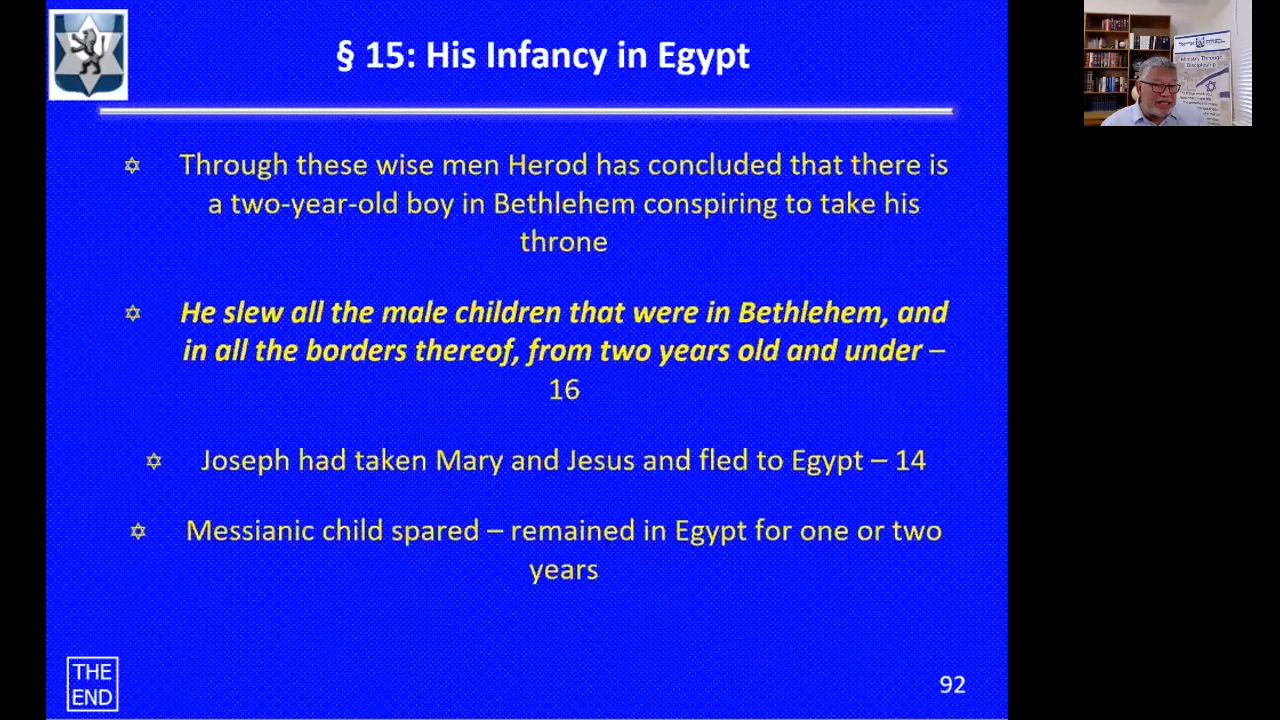 § 15: His Infancy in Egypt
Through these wise men Herod has concluded that there is
a two-year-old boy in Bethlehem conspiring to take his
throne
He slew all the male children that were in Bethlehem, and
in all the borders thereof, from two years old and under –
16
Joseph had taken Mary and Jesus and fled to Egypt – 14
Messianic child spared – remained in Egypt for one or two
years
THE
END
92
Ministry Through
Discipleship